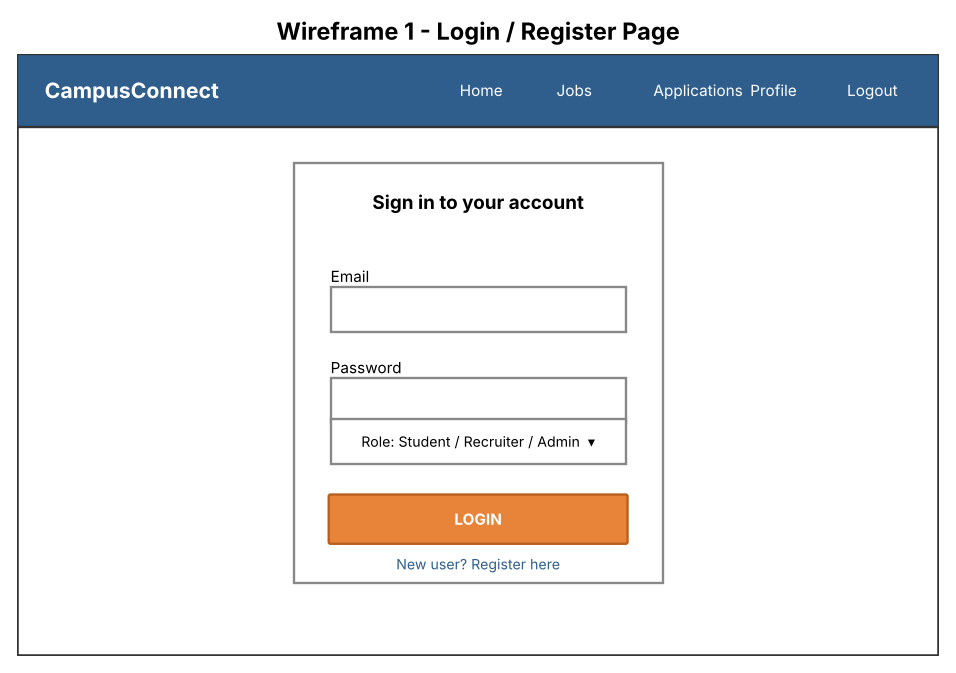 Wireframe 1 - Login / Register Page
CampusConnect Home Jobs Applications Profile Logout
Sign in to your account
Email
Password
Role: Student / Recruiter / Admin ▾
LOGIN
New user? Register here